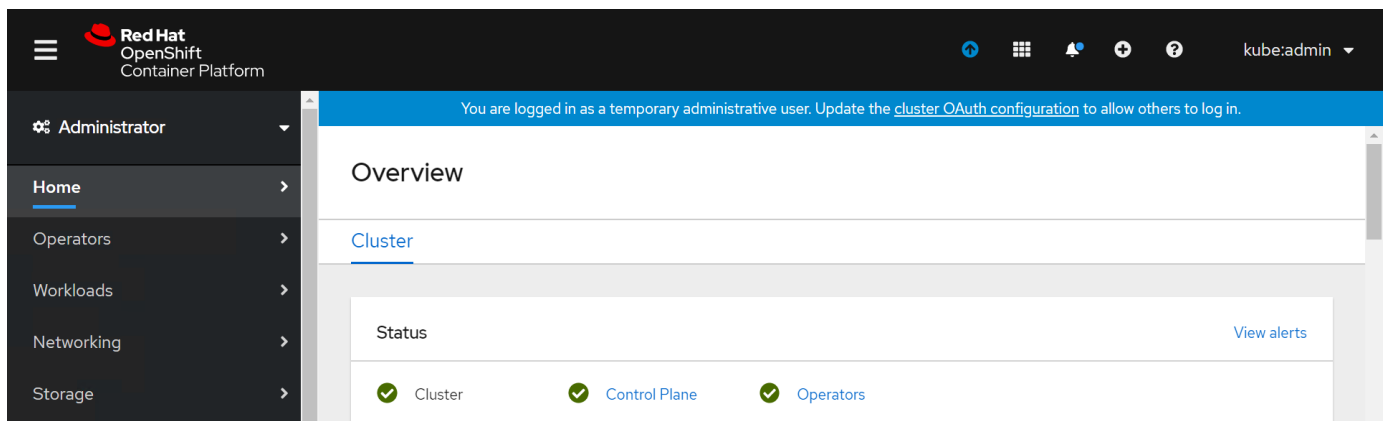 Red Hat
OpenShift
Container Platform
kube:admin
Administrator
You are logged in as a temporary administrative user. Update the cluster OAuth configuration to allow others to log in.
Home
Operators
Workloads
Networking
Storage
Overview
Cluster
Status
View alerts
Cluster
Control Plane
Operators